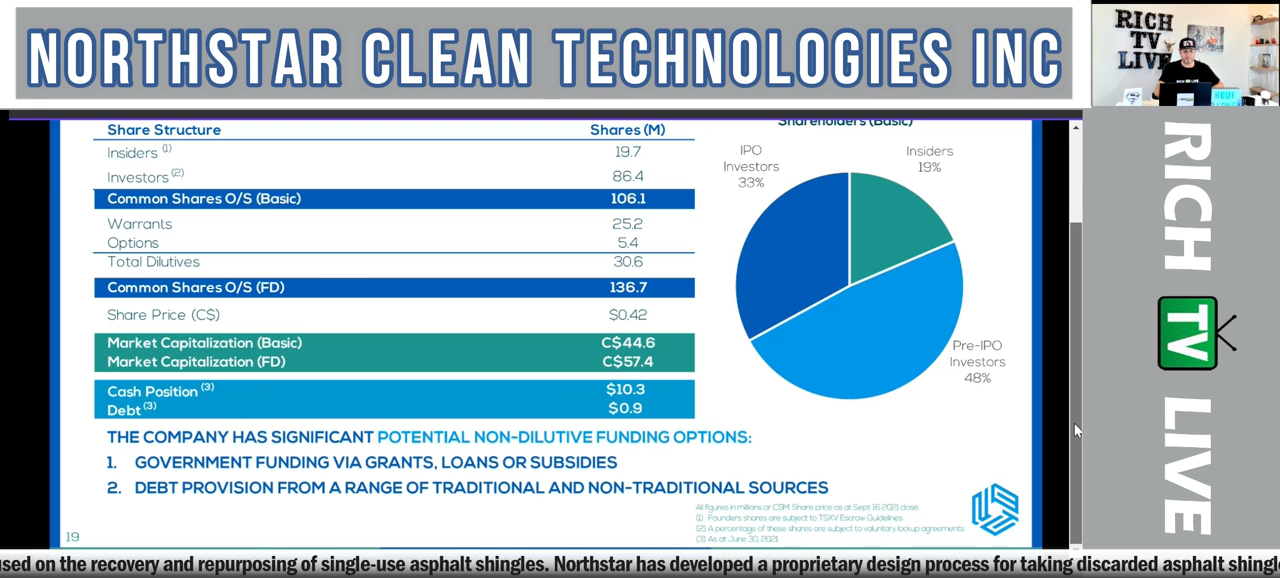 NORTHSTAR CLEAN TECHNOLOGIES INC
RICH
TV
LIVE
Share Structure Shares (M)
Insiders (1) 19.7
Investors (2) 86.4
Common Shares O/S (Basic) 106.1
Warrants 25.2
Options 5.4
Total Dilutives 30.6
Common Shares O/S (FD) 136.7
Share Price (C$) $0.42
Market Capitalization (Basic) C$44.6
Market Capitalization (FD) C$57.4
Cash Position (3) $10.3
Debt (3) $0.9
Shareholders (Basic)
IPO
Investors
33%
Insiders
19%
Pre-IPO
Investors
48%
THE COMPANY HAS SIGNIFICANT POTENTIAL NON-DILUTIVE FUNDING OPTIONS:
1. GOVERNMENT FUNDING VIA GRANTS, LOANS OR SUBSIDIES
2. DEBT PROVISION FROM A RANGE OF TRADITIONAL AND NON-TRADITIONAL SOURCES
All figures in millions or C$M. Share price as at Sept 16 2021 close.
(1) Founders shares are subject to TSXV Escrow Guidelines
(2) A percentage of these shares are subject to voluntary lockup agreements
(3) As at June 30, 2021
19
RICH
TV
LIVE
used on the recovery and repurposing of single-use asphalt shingles. Northstar has developed a proprietary design process for taking discarded asphalt shingl